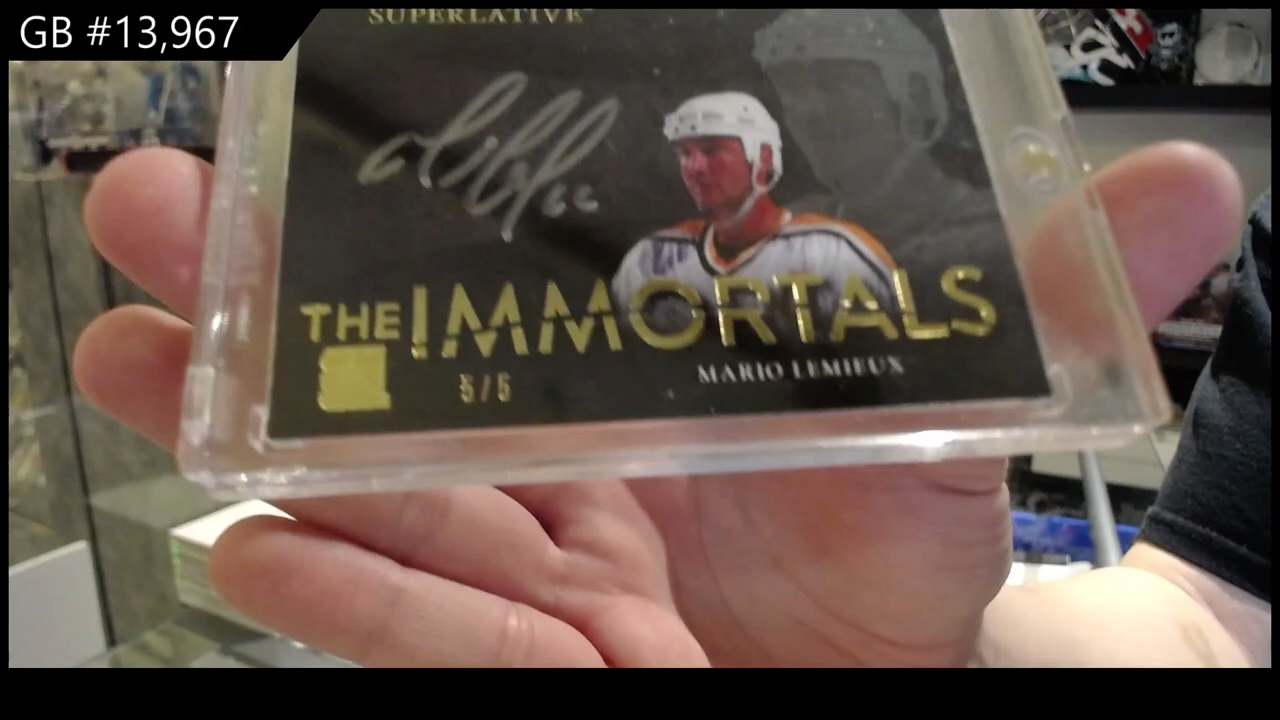 GB #13,967
SUPERLATIVE
THE IMMORTALS
5/5
MARIO LEMIEUX